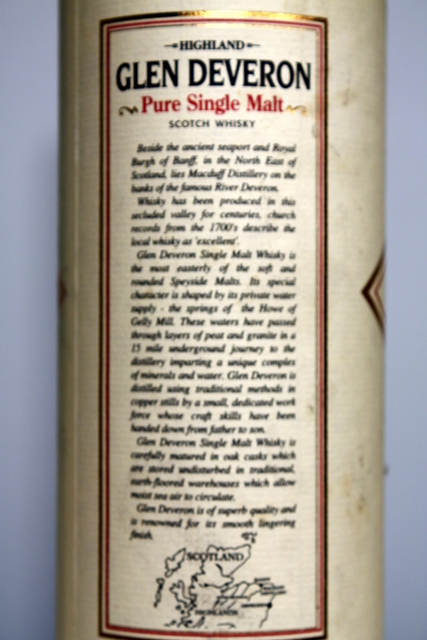 HIGHLAND
GLEN DEVERON
Pure Single Malt
SCOTCH WHISKY
Beside the ancient seaport and Royal
Burgh of Banff, in the North East of
Scotland, lies Macduff Distillery on the
banks of the famous River Deveron.
Whisky has been produced in this
secluded valley for centuries, church
records from the 1700's describe the
local whisky as 'excellent'.
Glen Deveron Single Malt Whisky is
the most easterly of the soft and
rounded Speyside Malts. Its special
character is shaped by its private water
supply - the springs of the Howe of
Gelly Mill. These waters have passed
through layers of peat and granite in a
15 mile underground journey to the
distillery imparting a unique complex
of minerals and water. Glen Deveron is
distilled using traditional methods in
copper stills by a small, dedicated work
force whose craft skills have been
handed down from father to son.
Glen Deveron Single Malt Whisky is
carefully matured in oak casks which
are stored undisturbed in traditional,
earth-floored warehouses which allow
moist sea air to circulate.
Glen Deveron is of superb quality and
is renowned for its smooth lingering
finish.
SCOTLAND
HIGHLANDS